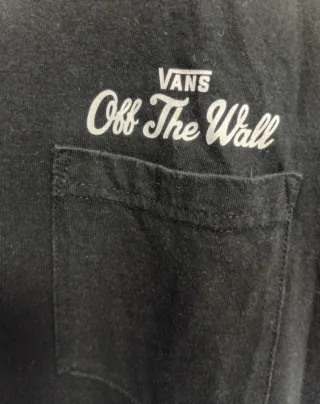 VANS
Off The Wall